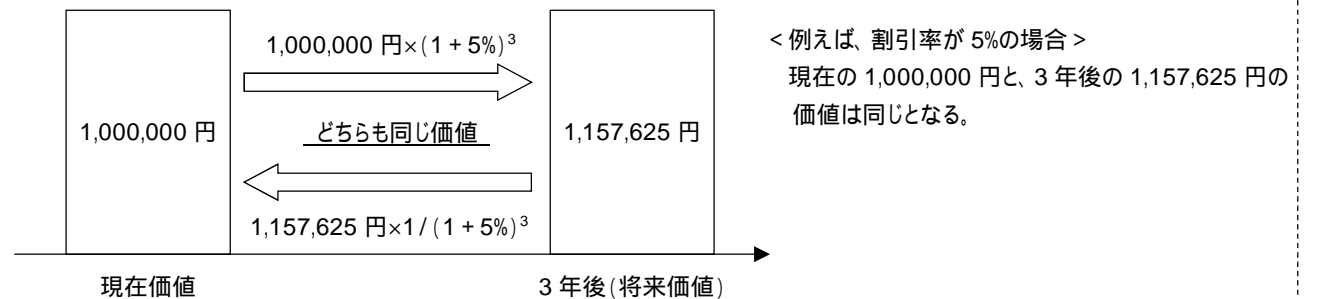 1,000,000 円×(1+5%)³
1,000,000 円
どちらも同じ価値
1,157,625 円
1,157,625 円×1/(1+5%)³
現在価値
3 年後(将来価値)
<例えば、割引率が 5%の場合>
現在の 1,000,000 円と、3 年後の 1,157,625 円の
価値は同じとなる。